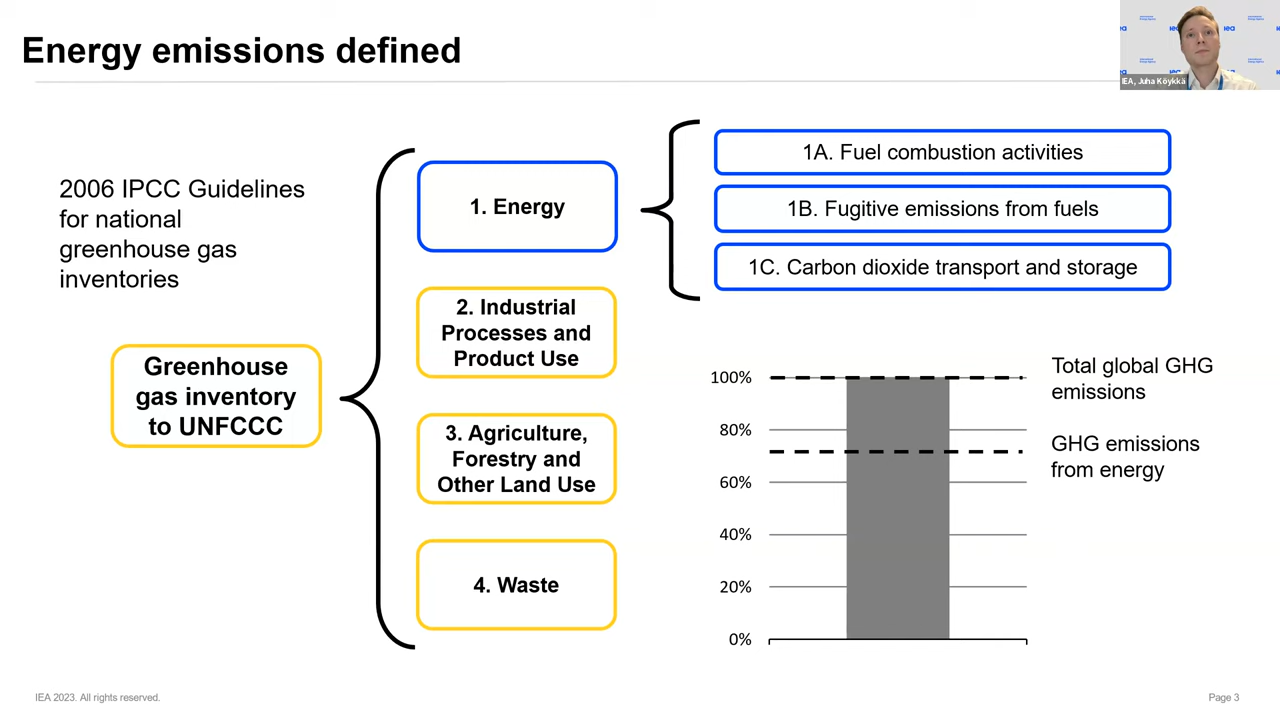 Energy emissions defined
IEA, Juha Köykkä
2006 IPCC Guidelines
for national
greenhouse gas
inventories
Greenhouse
gas inventory
to UNFCCC
1. Energy
2. Industrial
Processes and
Product Use
3. Agriculture,
Forestry and
Other Land Use
4. Waste
1A. Fuel combustion activities
1B. Fugitive emissions from fuels
1C. Carbon dioxide transport and storage
100%
80%
60%
40%
20%
0%
Total global GHG
emissions
GHG emissions
from energy
IEA 2023. All rights reserved.
Page 3